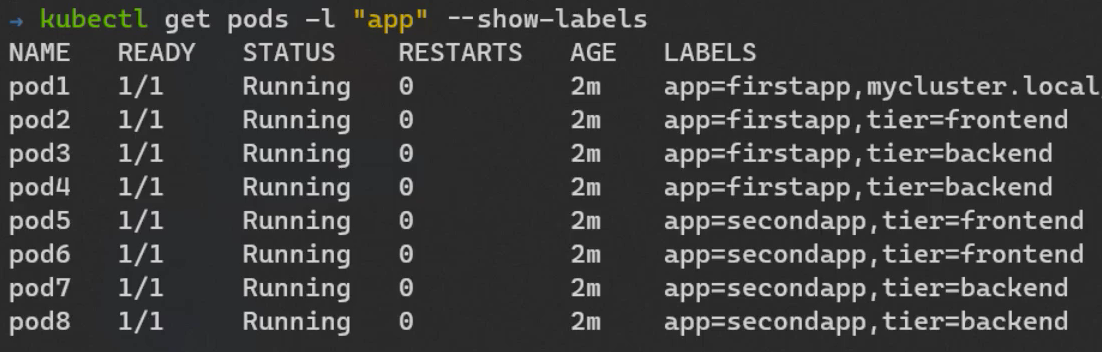 → kubectl get pods -l "app" --show-labels
NAME READY STATUS RESTARTS AGE LABELS
pod1 1/1 Running 0 2m app=firstapp,mycluster.local
pod2 1/1 Running 0 2m app=firstapp,tier=frontend
pod3 1/1 Running 0 2m app=firstapp,tier=backend
pod4 1/1 Running 0 2m app=firstapp,tier=backend
pod5 1/1 Running 0 2m app=secondapp,tier=frontend
pod6 1/1 Running 0 2m app=secondapp,tier=frontend
pod7 1/1 Running 0 2m app=secondapp,tier=backend
pod8 1/1 Running 0 2m app=secondapp,tier=backend